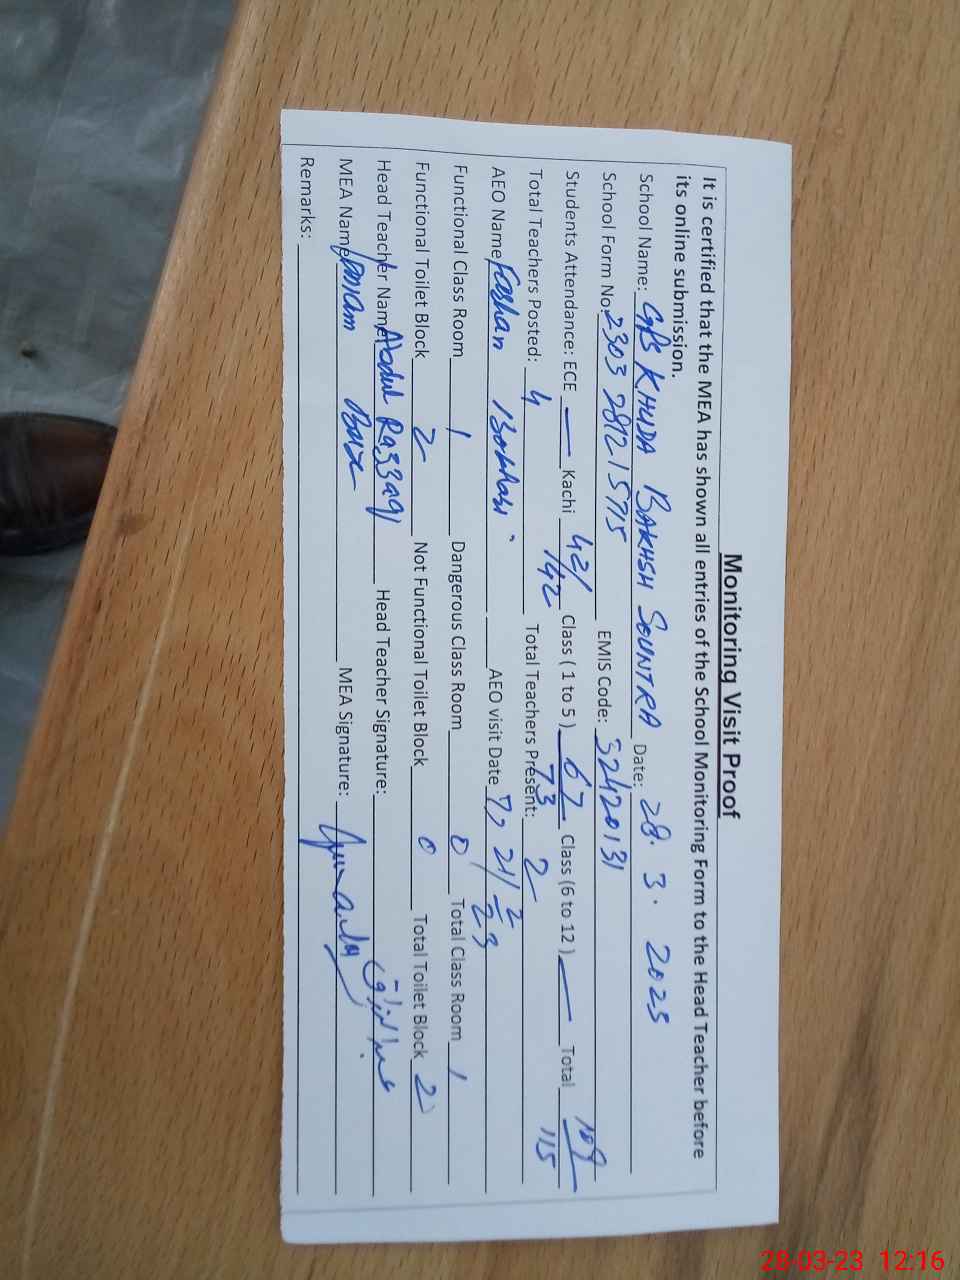 Monitoring Visit Proof
It is certified that the MEA has shown all entries of the School Monitoring Form to the Head Teacher before
its online submission.
School Name: GPS KHUDA BAKHSH SOUNTRA Date: 28.3.2023
School Form No. 2303 2812 15715 EMIS Code: 32420131
Students Attendance: ECE — Kachi 42/42 Class (1 to 5) 67/73 Class (6 to 12) — Total 109/115
Total Teachers Posted: 4 Total Teachers Present: 2
AEO Name Farhan Bokhari AEO visit Date 7, 21/2/23
Functional Class Room 1 Dangerous Class Room 0 Total Class Room 1
Functional Toilet Block 2 Not Functional Toilet Block 0 Total Toilet Block 2
Head Teacher Name Abdul Razzaq Head Teacher Signature: عبدالرزاق
MEA Name Bux MEA Signature:
Remarks:
28-03-23 12:16